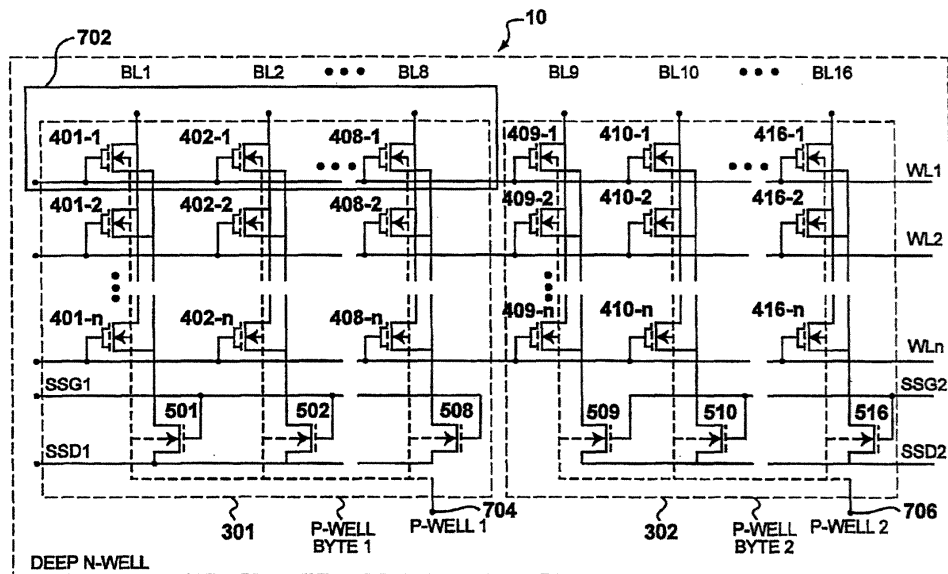 10
702
BL1 BL2 ••• BL8 BL9 BL10 ••• BL16
401-1 402-1 408-1 409-1 410-1 416-1
••• •••
WL1
401-2 402-2 408-2 409-2 410-2 416-2
WL2
••• •••
401-n 402-n 408-n 409-n 410-n 416-n
WLn
SSG1 SSG2
501 502 508 509 510 516
SSD1 SSD2
301 P-WELL BYTE 1 P-WELL 1 704 302 P-WELL BYTE 2 P-WELL 2 706
DEEP N-WELL